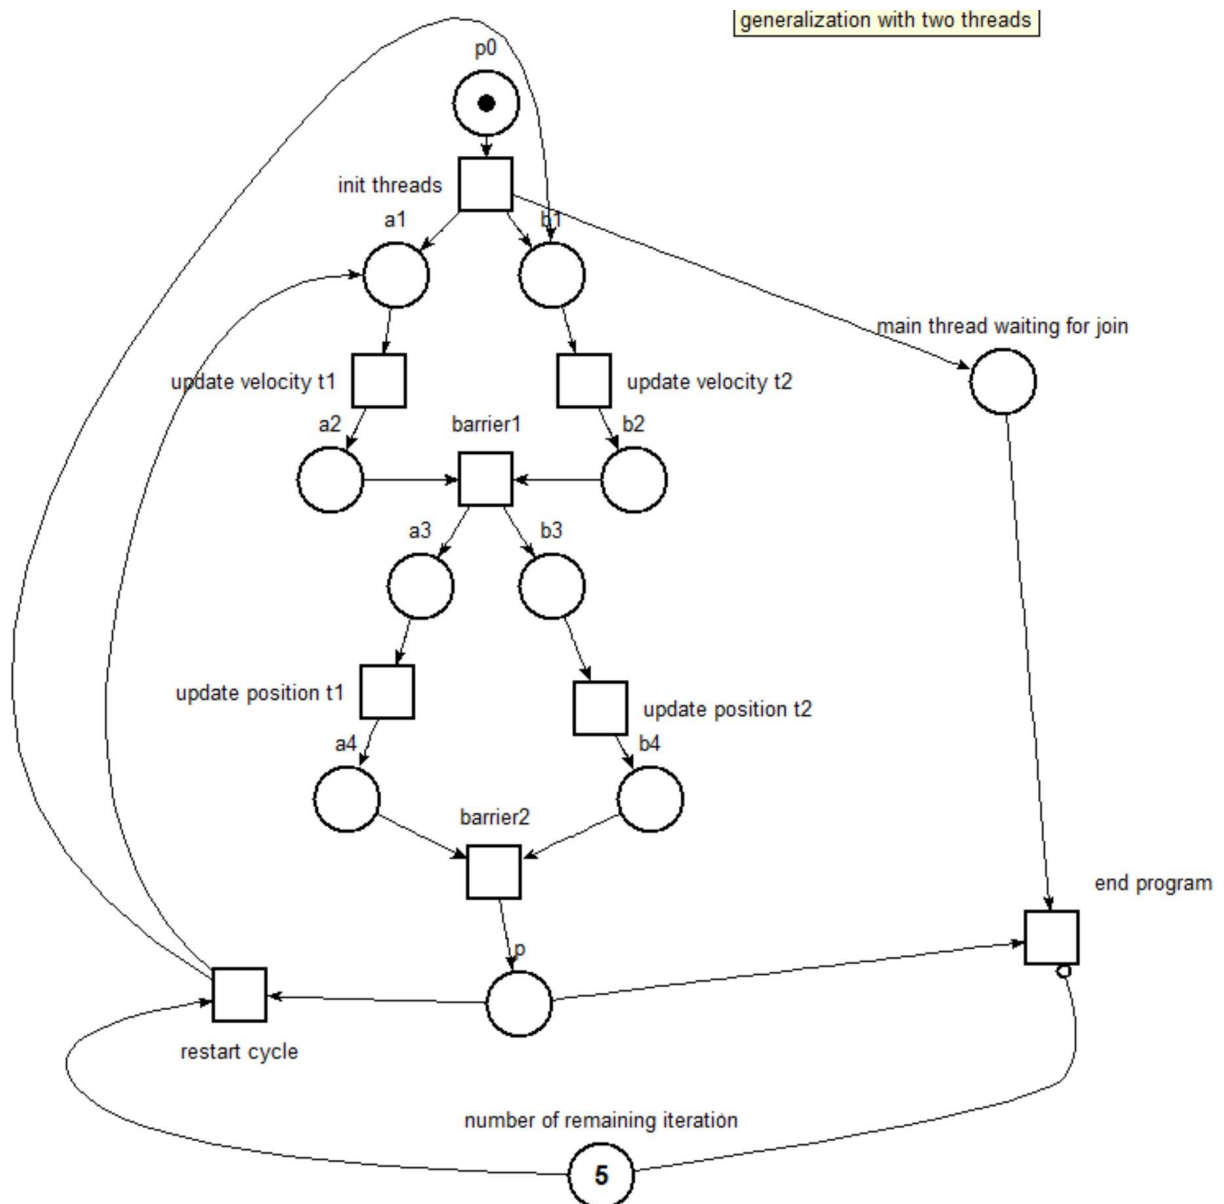 generalization with two threads
p0
init threads
a1
b1
main thread waiting for join
update velocity t1
update velocity t2
a2
barrier1
b2
a3
b3
update position t1
update position t2
a4
b4
barrier2
end program
p
restart cycle
number of remaining iteration
5